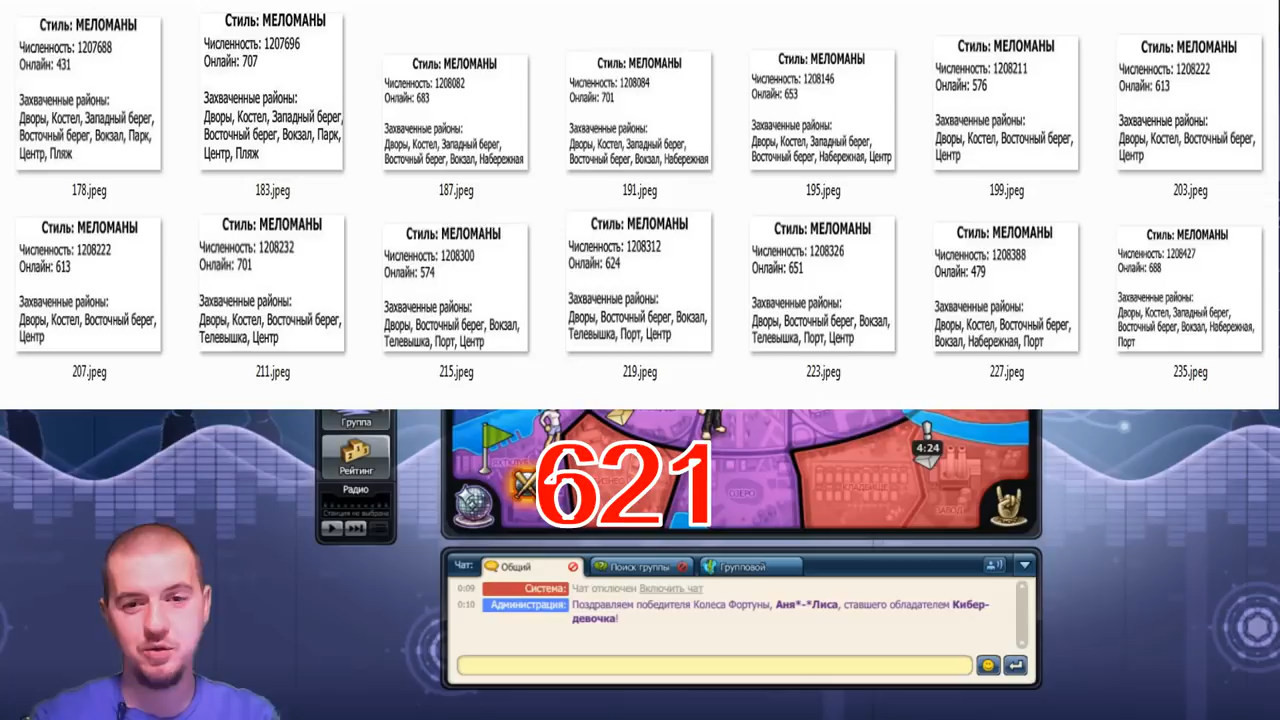 Стиль: МЕЛОМАНЫ
Численность: 1207688
Онлайн: 431
Захваченные районы:
Дворы, Костел, Западный берег,
Восточный берег, Вокзал, Парк,
Центр, Пляж
178.jpeg
Стиль: МЕЛОМАНЫ
Численность: 1207696
Онлайн: 707
Захваченные районы:
Дворы, Костел, Западный берег,
Восточный берег, Вокзал, Парк,
Центр, Пляж
183.jpeg
Стиль: МЕЛОМАНЫ
Численность: 1208082
Онлайн: 683
Захваченные районы:
Дворы, Костел, Западный берег,
Восточный берег, Вокзал, Набережная
187.jpeg
Стиль: МЕЛОМАНЫ
Численность: 1208084
Онлайн: 701
Захваченные районы:
Дворы, Костел, Западный берег,
Восточный берег, Вокзал, Набережная
191.jpeg
Стиль: МЕЛОМАНЫ
Численность: 1208146
Онлайн: 653
Захваченные районы:
Дворы, Костел, Западный берег,
Восточный берег, Набережная, Центр
195.jpeg
Стиль: МЕЛОМАНЫ
Численность: 1208211
Онлайн: 576
Захваченные районы:
Дворы, Костел, Восточный берег,
Центр
199.jpeg
Стиль: МЕЛОМАНЫ
Численность: 1208222
Онлайн: 613
Захваченные районы:
Дворы, Костел, Восточный берег,
Центр
203.jpeg
Стиль: МЕЛОМАНЫ
Численность: 1208222
Онлайн: 613
Захваченные районы:
Дворы, Костел, Восточный берег,
Центр
207.jpeg
Стиль: МЕЛОМАНЫ
Численность: 1208232
Онлайн: 701
Захваченные районы:
Дворы, Костел, Восточный берег,
Телевышка, Центр
211.jpeg
Стиль: МЕЛОМАНЫ
Численность: 1208300
Онлайн: 574
Захваченные районы:
Дворы, Восточный берег, Вокзал,
Телевышка, Порт, Центр
215.jpeg
Стиль: МЕЛОМАНЫ
Численность: 1208312
Онлайн: 624
Захваченные районы:
Дворы, Восточный берег, Вокзал,
Телевышка, Порт, Центр
219.jpeg
Стиль: МЕЛОМАНЫ
Численность: 1208326
Онлайн: 651
Захваченные районы:
Дворы, Восточный берег, Вокзал,
Телевышка, Порт, Центр
223.jpeg
Стиль: МЕЛОМАНЫ
Численность: 1208388
Онлайн: 479
Захваченные районы:
Дворы, Костел, Восточный берег,
Вокзал, Набережная, Порт
227.jpeg
Стиль: МЕЛОМАНЫ
Численность: 1208427
Онлайн: 688
Захваченные районы:
Дворы, Костел, Западный берег,
Восточный берег, Вокзал, Набережная,
Порт
235.jpeg
Группа
Рейтинг
Радио
Станция не выбрана
4:24
621
ОЗЕРО
КЛАДБИЩЕ
ЗАВОД
Чат: Общий Поиск группы Групповой
0:09 Система: Чат отключен Включить чат
0:10 Администрация: Поздравляем победителя Колеса Фортуны, Аня*-*Лиса, ставшего обладателем Кибер-
девочка!